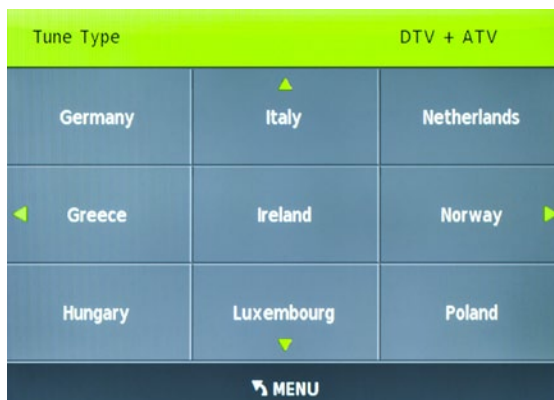 Tune Type DTV + ATV
Germany Italy Netherlands
Greece Ireland Norway
Hungary Luxembourg Poland
MENU